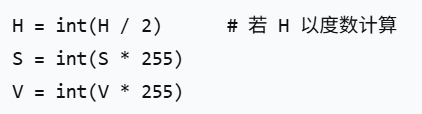 H = int(H / 2)      # 若 H 以度数计算
S = int(S * 255)
V = int(V * 255)